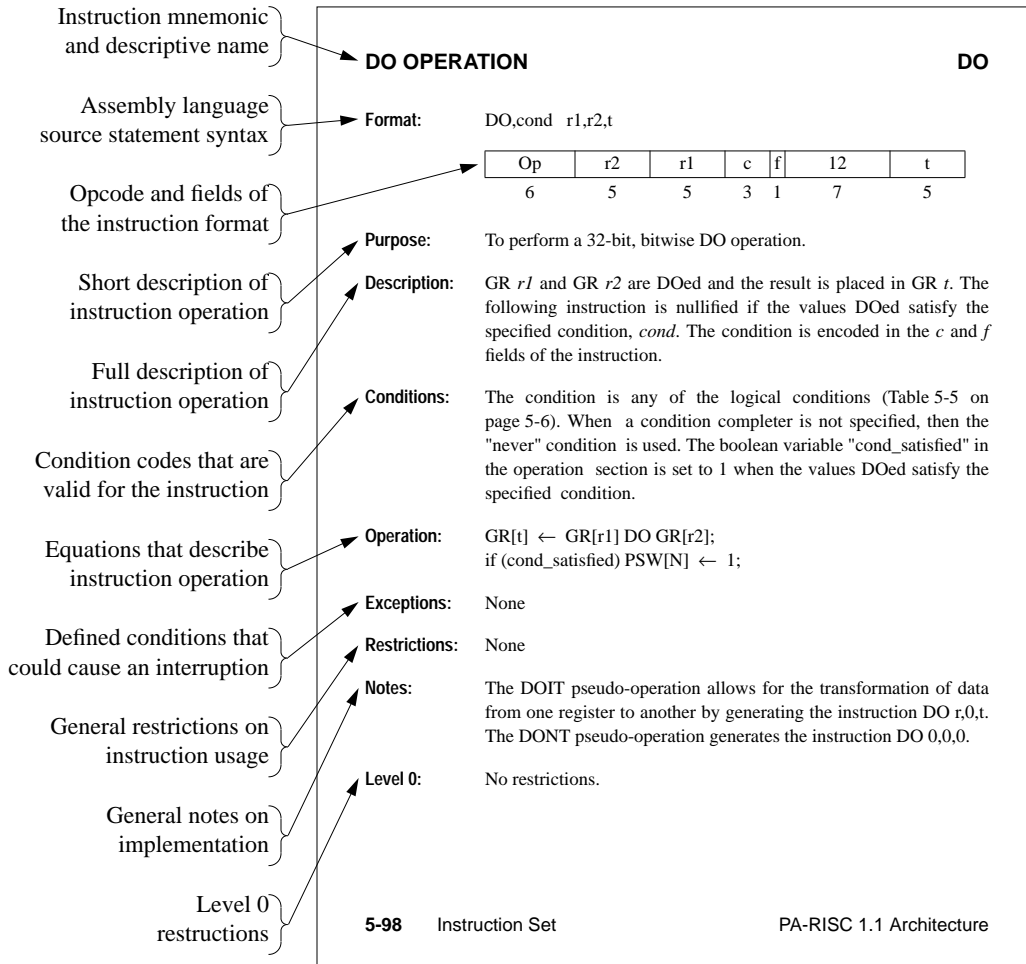 Instruction mnemonic
and descriptive name
Assembly language
source statement syntax
Opcode and fields of
the instruction format
Short description of
instruction operation
Full description of
instruction operation
Condition codes that are
valid for the instruction
Equations that describe
instruction operation
Defined conditions that
could cause an interruption
General restrictions on
instruction usage
General notes on
implementation
Level 0
restructions
DO OPERATION DO
Format: DO,cond r1,r2,t
Op r2 r1 c f 12 t
6 5 5 3 1 7 5
Purpose: To perform a 32-bit, bitwise DO operation.
Description: GR r1 and GR r2 are DOed and the result is placed in GR t. The
following instruction is nullified if the values DOed satisfy the
specified condition, cond. The condition is encoded in the c and f
fields of the instruction.
Conditions: The condition is any of the logical conditions (Table 5-5 on
page 5-6). When a condition completer is not specified, then the
"never" condition is used. The boolean variable "cond_satisfied" in
the operation section is set to 1 when the values DOed satisfy the
specified condition.
Operation: GR[t] ← GR[r1] DO GR[r2];
if (cond_satisfied) PSW[N] ← 1;
Exceptions: None
Restrictions: None
Notes: The DOIT pseudo-operation allows for the transformation of data
from one register to another by generating the instruction DO r,0,t.
The DONT pseudo-operation generates the instruction DO 0,0,0.
Level 0: No restrictions.
5-98 Instruction Set PA-RISC 1.1 Architecture